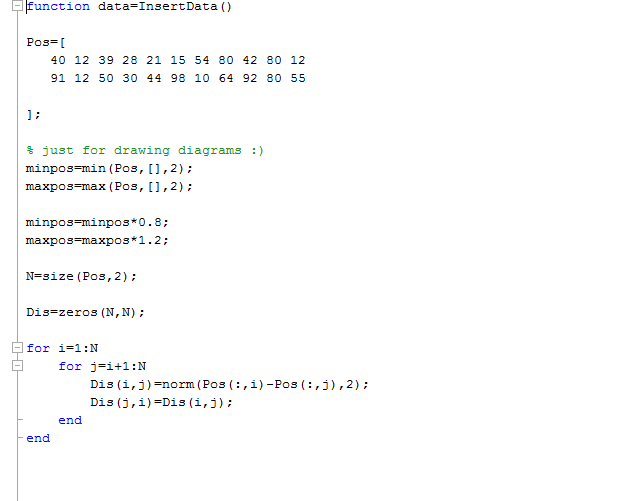 function data=InsertData()
Pos=[
40 12 39 28 21 15 54 80 42 80 12
91 12 50 30 44 98 10 64 92 80 55
];
% just for drawing diagrams :)
minpos=min(Pos,[],2);
maxpos=max(Pos,[],2);
minpos=minpos*0.8;
maxpos=maxpos*1.2;
N=size(Pos,2);
Dis=zeros(N,N);
for i=1:N
for j=i+1:N
Dis(i,j)=norm(Pos(:,i)-Pos(:,j),2);
Dis(j,i)=Dis(i,j);
end
end